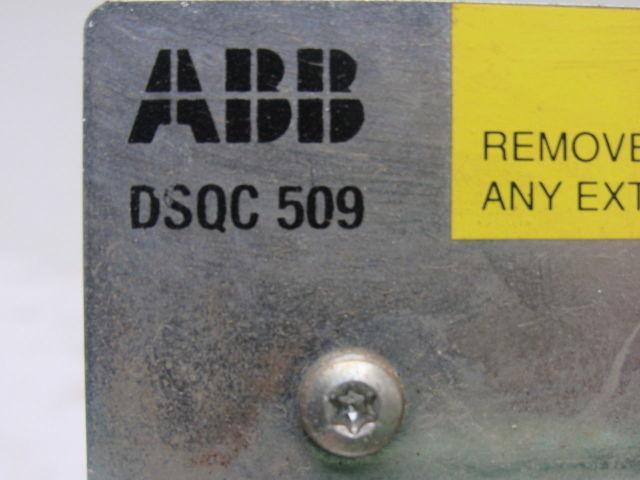 ABB
DSQC 509
REMOVE
ANY EXT